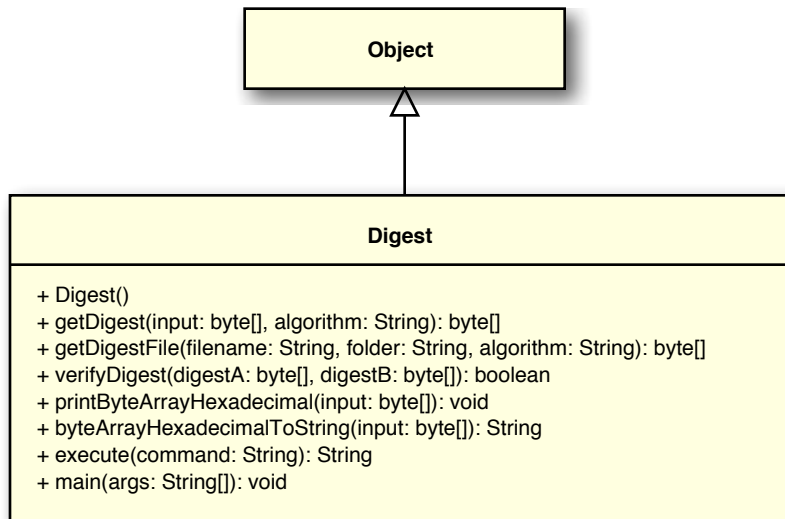 Object
Digest
+ Digest()
+ getDigest(input: byte[], algorithm: String): byte[]
+ getDigestFile(filename: String, folder: String, algorithm: String): byte[]
+ verifyDigest(digestA: byte[], digestB: byte[]): boolean
+ printByteArrayHexadecimal(input: byte[]): void
+ byteArrayHexadecimalToString(input: byte[]): String
+ execute(command: String): String
+ main(args: String[]): void